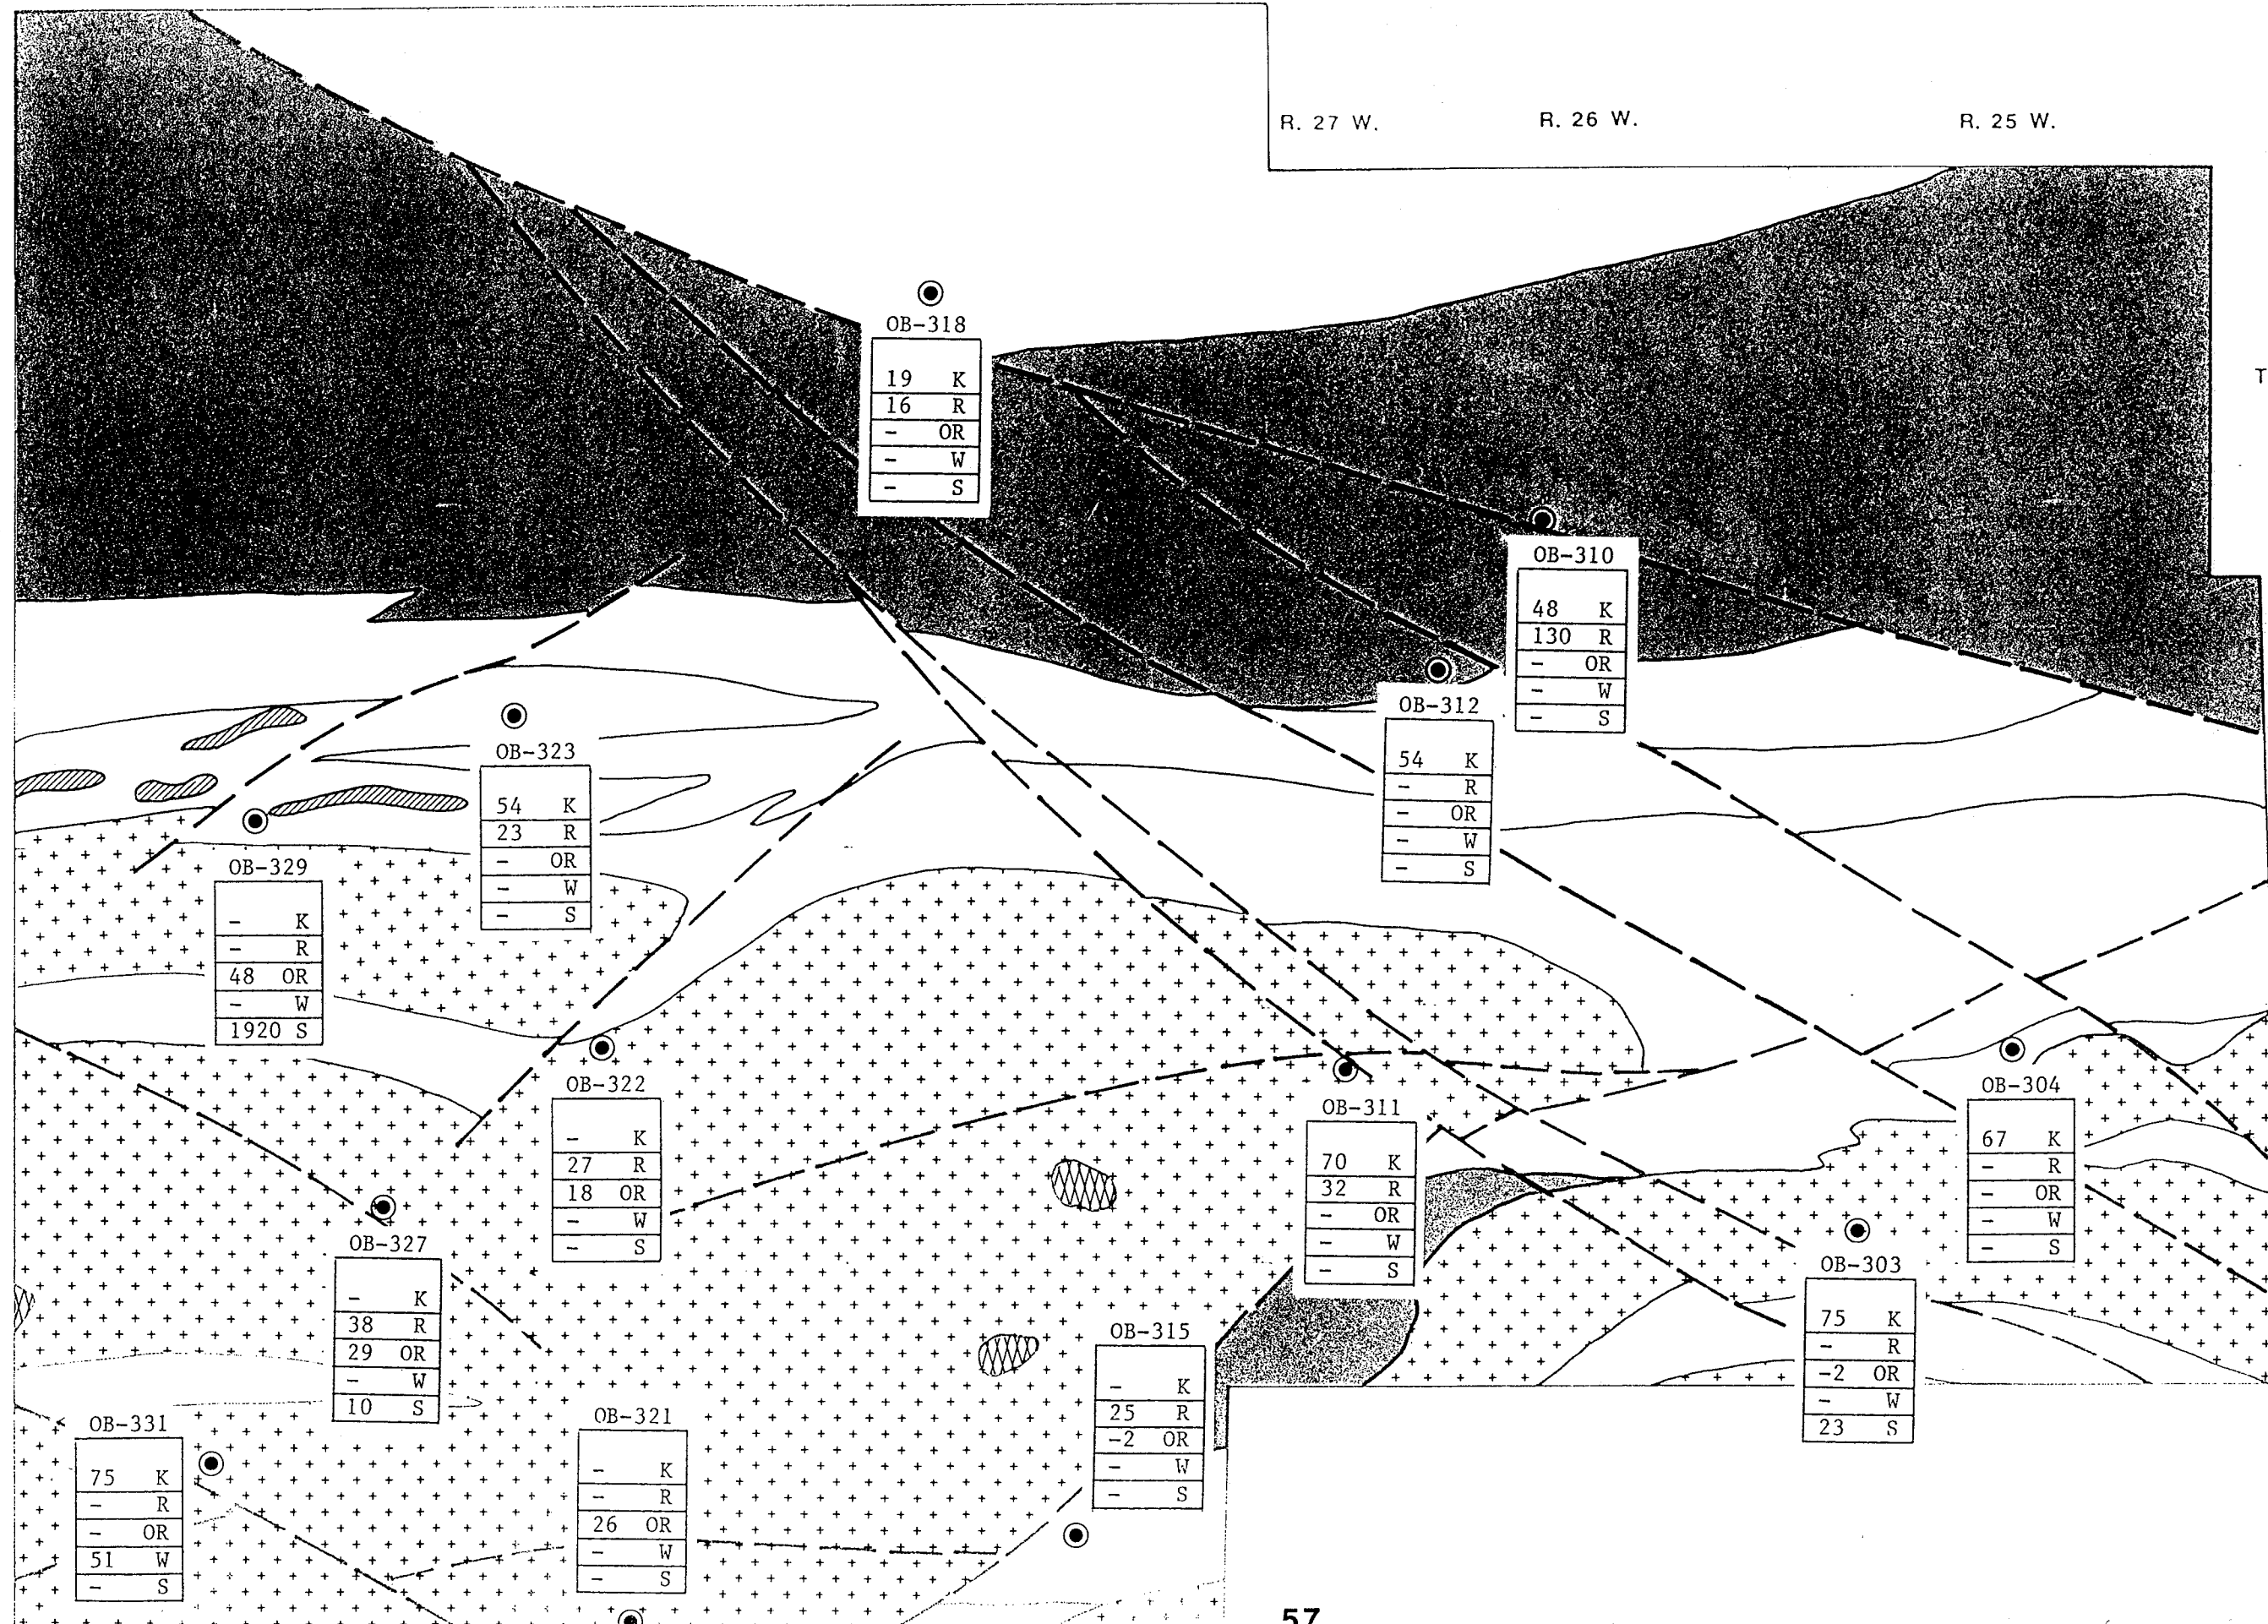 R. 27 W. R. 26 W. R. 25 W.
T
OB-318
19 K
16 R
- OR
- W
- S
OB-310
48 K
130 R
- OR
- W
- S
OB-312
54 K
- R
- OR
- W
- S
OB-323
54 K
23 R
- OR
- W
- S
OB-329
- K
- R
48 OR
- W
1920 S
OB-322
- K
27 R
18 OR
- W
- S
OB-311
70 K
32 R
- OR
- W
- S
OB-304
67 K
- R
- OR
- W
- S
OB-327
- K
38 R
29 OR
- W
10 S
OB-303
75 K
- R
-2 OR
- W
23 S
OB-315
- K
25 R
-2 OR
- W
- S
OB-331
75 K
- R
- OR
51 W
- S
OB-321
- K
- R
26 OR
- W
- S
57